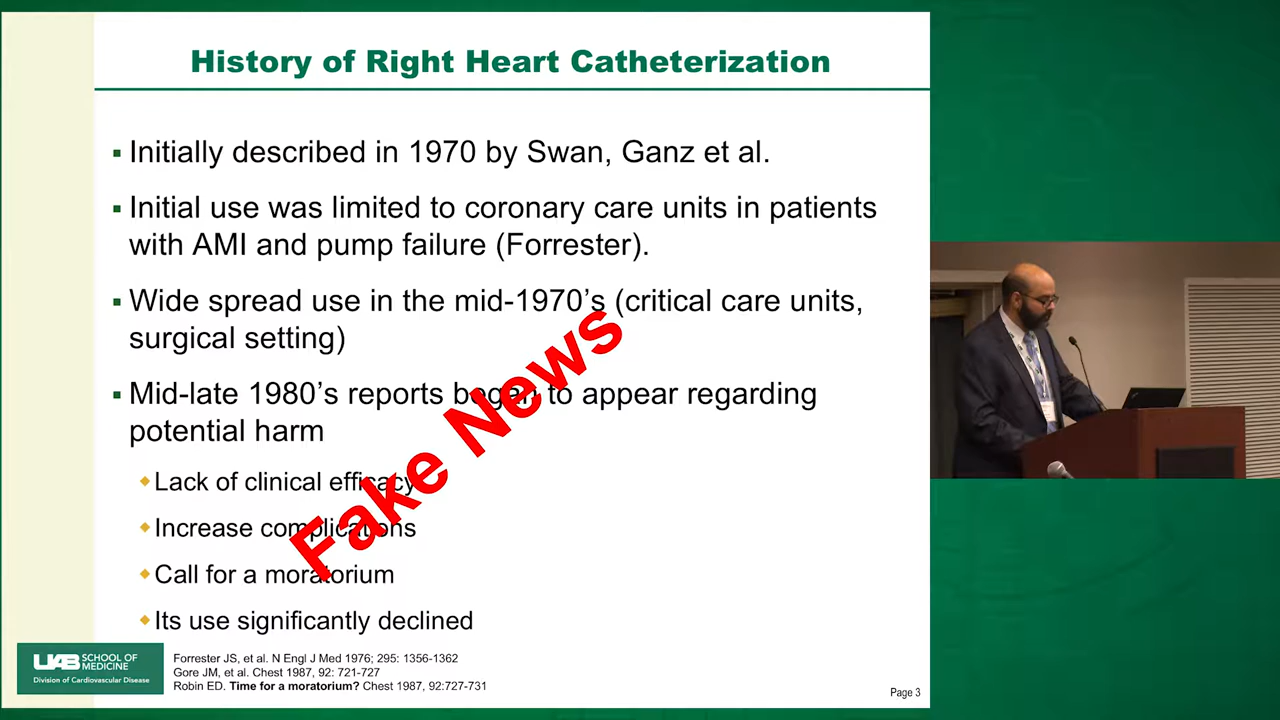 History of Right Heart Catheterization
▪ Initially described in 1970 by Swan, Ganz et al.
▪ Initial use was limited to coronary care units in patients
with AMI and pump failure (Forrester).
▪ Wide spread use in the mid-1970’s (critical care units,
surgical setting)
▪ Mid-late 1980’s reports began to appear regarding
potential harm
Fake News
◆ Lack of clinical efficacy
◆ Increase complications
◆ Call for a moratorium
◆ Its use significantly declined
UAB SCHOOL OF
MEDICINE
Division of Cardiovascular Disease
Forrester JS, et al. N Engl J Med 1976; 295: 1356-1362
Gore JM, et al. Chest 1987, 92: 721-727
Robin ED. Time for a moratorium? Chest 1987, 92:727-731
Page 3